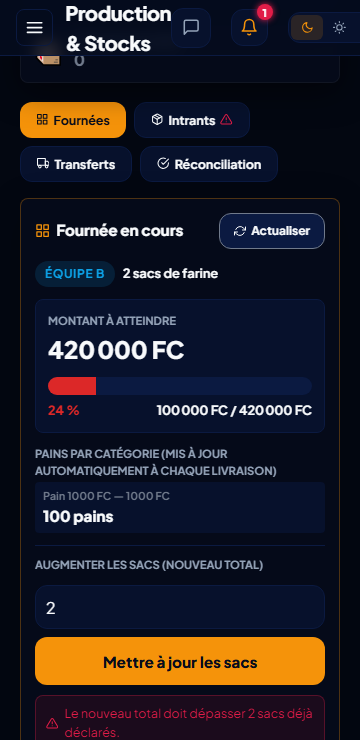 Production
& Stocks
1
0
Fournées
Intrants
Transferts
Réconciliation
Fournée en cours
Actualiser
ÉQUIPE B
2 sacs de farine
MONTANT À ATTEINDRE
420 000 FC
24 %
100 000 FC / 420 000 FC
PAINS PAR CATÉGORIE (MIS À JOUR
AUTOMATIQUEMENT À CHAQUE LIVRAISON)
Pain 1000 FC — 1000 FC
100 pains
AUGMENTER LES SACS (NOUVEAU TOTAL)
2
Mettre à jour les sacs
Le nouveau total doit dépasser 2 sacs déjà
déclarés.